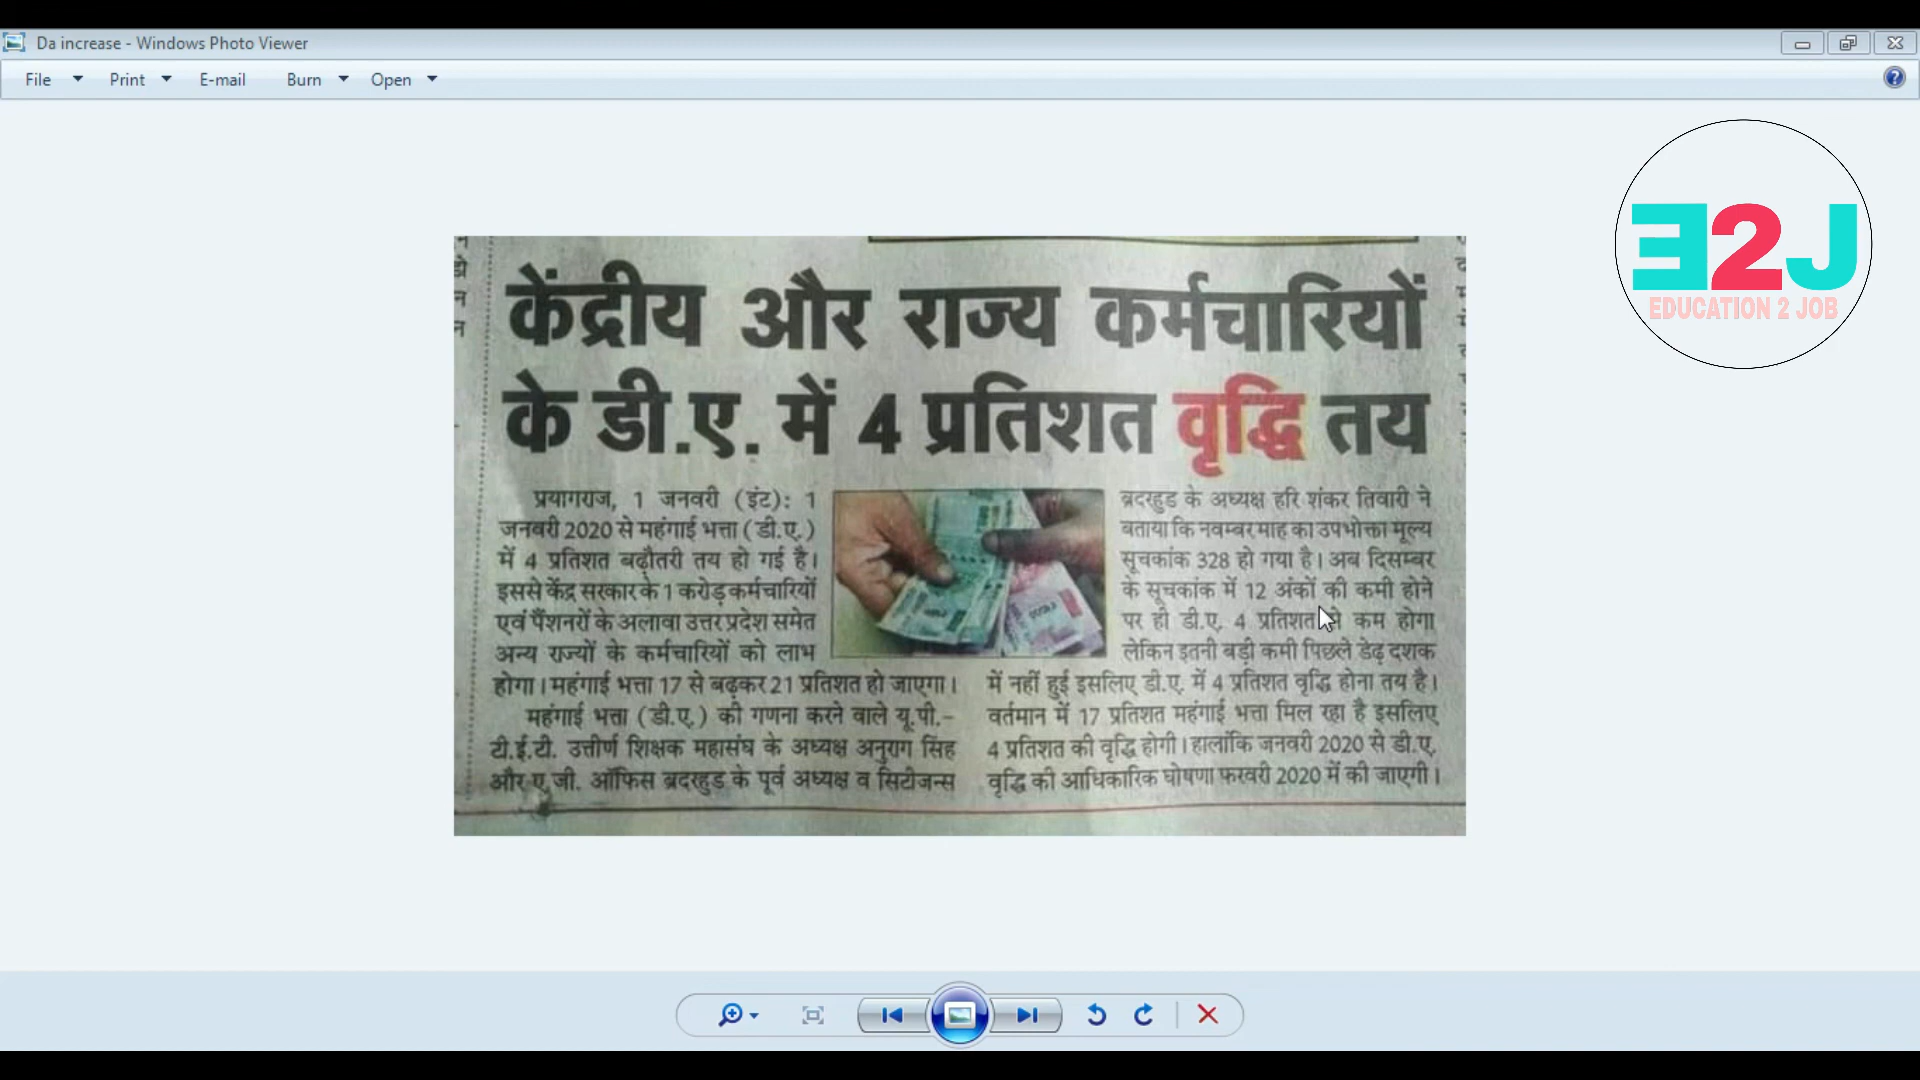 Da increase - Windows Photo Viewer
File Print E-mail Burn Open
E2J
EDUCATION 2 JOB
केंद्रीय और राज्य कर्मचारियों
के डी.ए. में 4 प्रतिशत वृद्धि तय
प्रयागराज, 1 जनवरी (इंट): 1
जनवरी 2020 से महंगाई भत्ता (डी.ए.)
में 4 प्रतिशत बढ़ौतरी तय हो गई है।
इससे केंद्र सरकार के 1 करोड़ कर्मचारियों
एवं पैंशनरों के अलावा उत्तर प्रदेश समेत
अन्य राज्यों के कर्मचारियों को लाभ
होगा। महंगाई भत्ता 17 से बढ़कर 21 प्रतिशत हो जाएगा।
महंगाई भत्ता (डी.ए.) की गणना करने वाले यू.पी.-
टी.ई.टी. उत्तीर्ण शिक्षक महासंघ के अध्यक्ष अनुराग सिंह
और ए.जी. ऑफिस ब्रदरहुड के पूर्व अध्यक्ष व सिटीजन्स
ब्रदरहुड के अध्यक्ष हरि शंकर तिवारी ने
बताया कि नवम्बर माह का उपभोक्ता मूल्य
सूचकांक 328 हो गया है। अब दिसम्बर
के सूचकांक में 12 अंकों की कमी होने
पर ही डी.ए. 4 प्रतिशत से कम होगा
लेकिन इतनी बड़ी कमी पिछले डेढ़ दशक
में नहीं हुई इसलिए डी.ए. में 4 प्रतिशत वृद्धि होना तय है।
वर्तमान में 17 प्रतिशत महंगाई भत्ता मिल रहा है इसलिए
4 प्रतिशत की वृद्धि होगी। हालांकि जनवरी 2020 से डी.ए.
वृद्धि की आधिकारिक घोषणा फरवरी 2020 में की जाएगी।